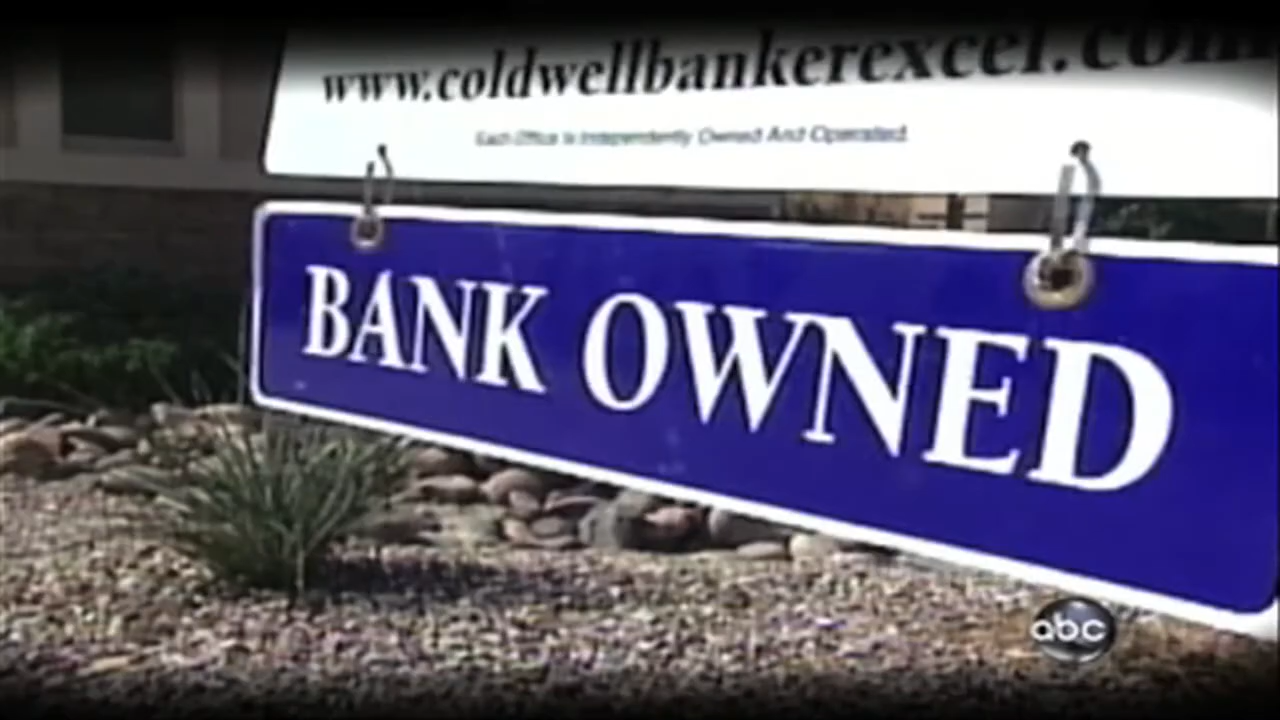 www.coldwellbankerexcel.com
Each Office Is Independently Owned And Operated.
BANK OWNED
abc